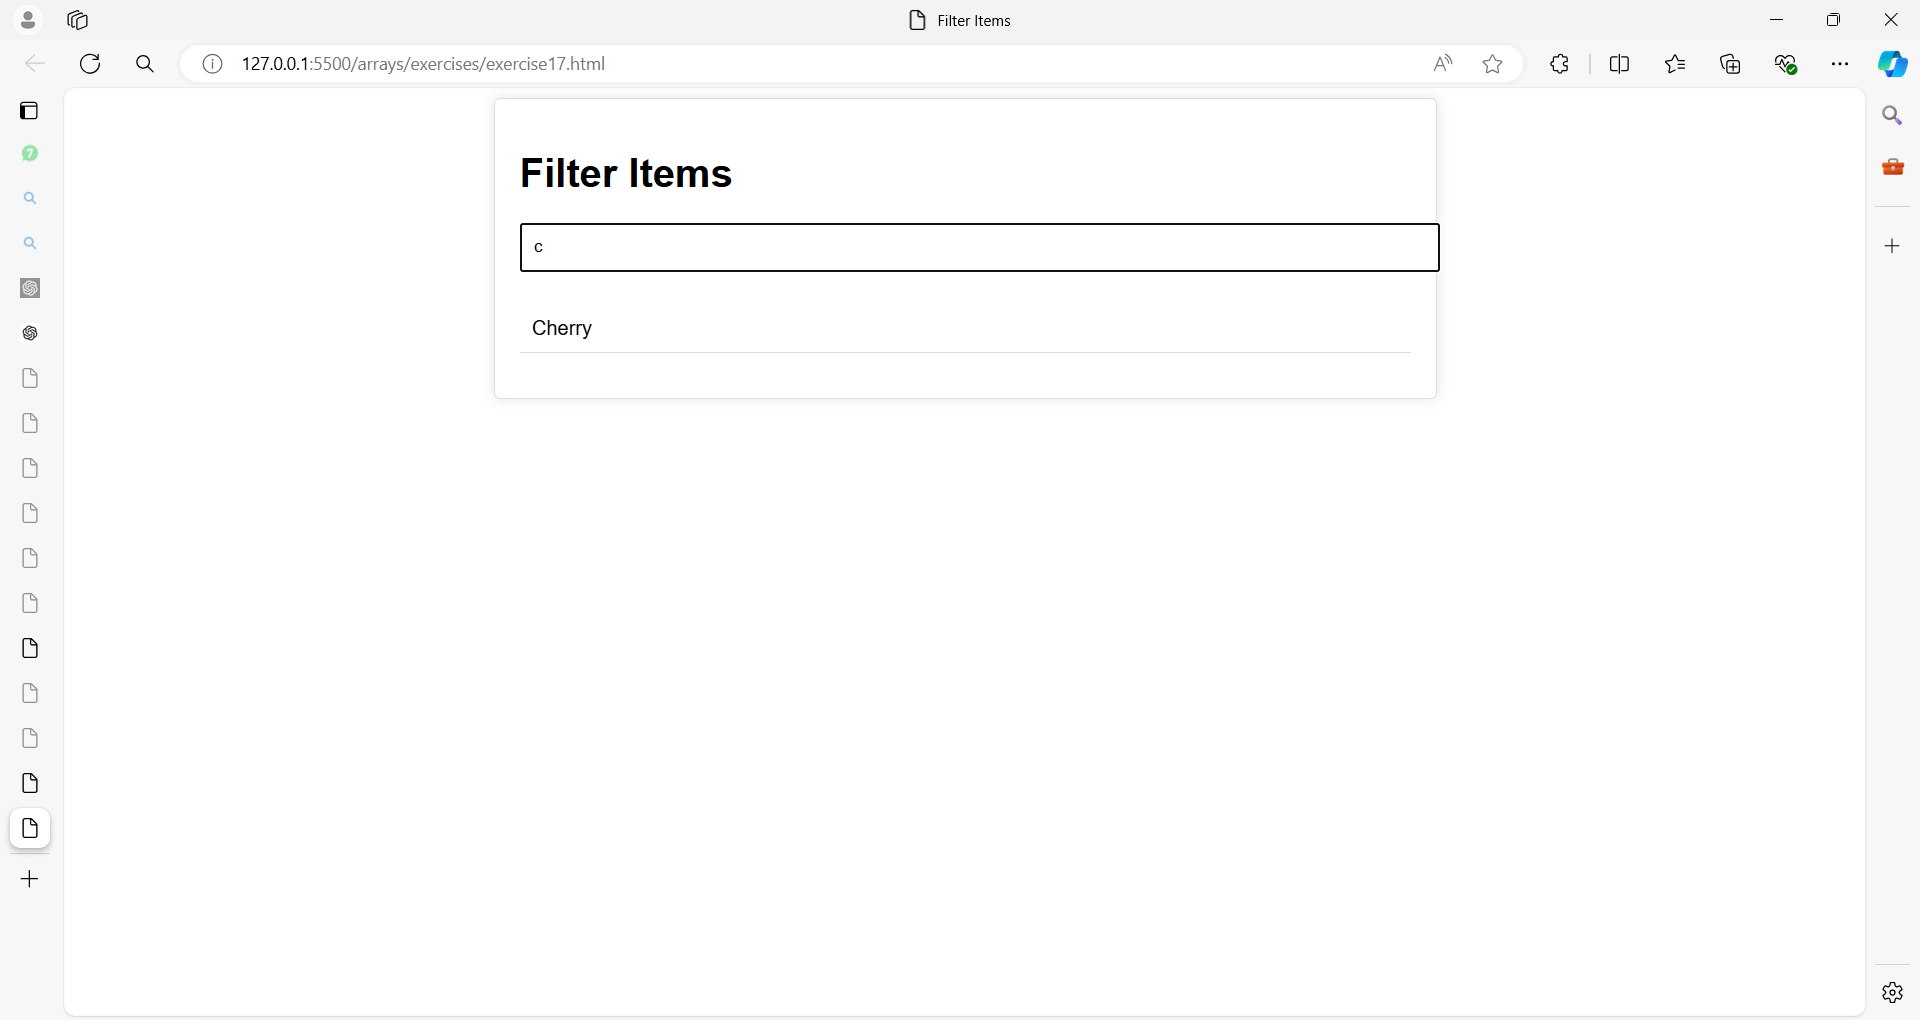 Filter Items
127.0.0.1:5500/arrays/exercises/exercise17.html
Filter Items
c
Cherry